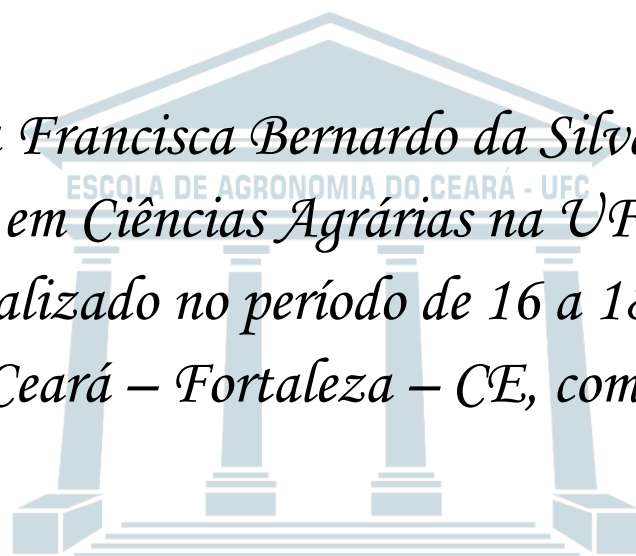 Francisca Bernardo da Silva
ESCOLA DE AGRONOMIA DO CEARÁ - UFC
em Ciências Agrárias na UF
alizado no período de 16 a 18
Ceará – Fortaleza – CE, com